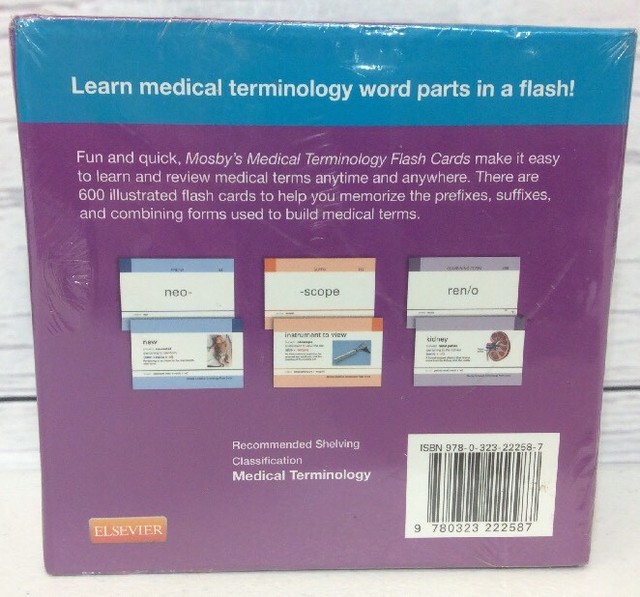 Learn medical terminology word parts in a flash!
Fun and quick, Mosby's Medical Terminology Flash Cards make it easy
to learn and review medical terms anytime and anywhere. There are
600 illustrated flash cards to help you memorize the prefixes, suffixes,
and combining forms used to build medical terms.
neo-
-scope
ren/o
new
instrument to view
kidney
Recommended Shelving
Classification
Medical Terminology
ISBN 978-0-323-22258-7
9 780323 222587
ELSEVIER